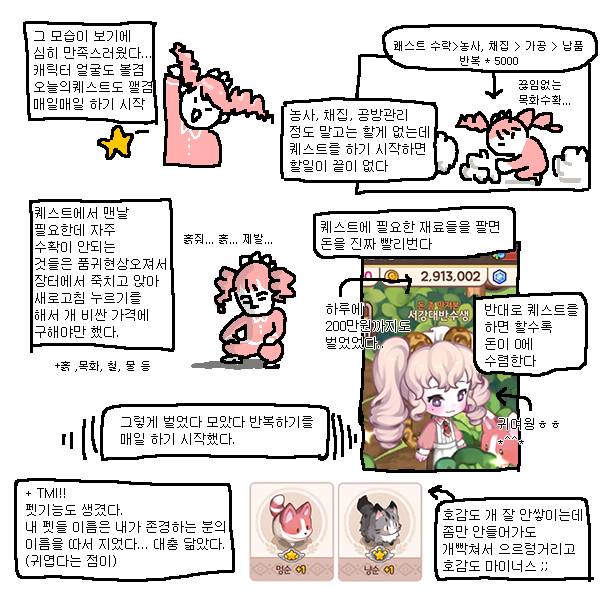 그 모습이 보기에
심히 만족스러웠다...
캐릭터 얼굴도 볼겸
오늘의퀘스트도 깰겸
매일매일 하기 시작
퀘스트 수락>농사, 채집 > 가공 > 납품
반복 * 5000
끊임없는
목화수확...
농사, 채집, 공방관리
정도 말고는 할게 없는데
퀘스트를 하기 시작하면
할일이 끝이 없다
퀘스트에서 맨날
필요한데 자주
수확이 안되는
것들은 품귀현상오져서
장터에서 죽치고 앉아
새로고침 누르기를
해서 개 비싼 가격에
구해야만 했다.
+흙 ,목화, 철, 물 등
흙줘... 흙... 제발...
퀘스트에 필요한 재료들을 팔면
돈을 진짜 빨리번다
0
2,913,002
하루에
200만원까지도
벌었었다..
서강대반수생
반대로 퀘스트를
하면 할수록
돈이 0에
수렴한다
귀여웡ㅎㅎ
*^^*
그렇게 벌었다 모았다 반복하기를
매일 하기 시작했다.
+ TMI!!
펫기능도 생겼다.
내 펫들 이름은 내가 존경하는 분의
이름을 따서 지었다... 대충 닮았다.
(귀엽다는 점이)
멍순 +1
냥순 +1
호감도 개 잘 안쌓이는데
좀만 안들어가도
개빡쳐서 으르렁거리고
호감도 마이너스 ;;